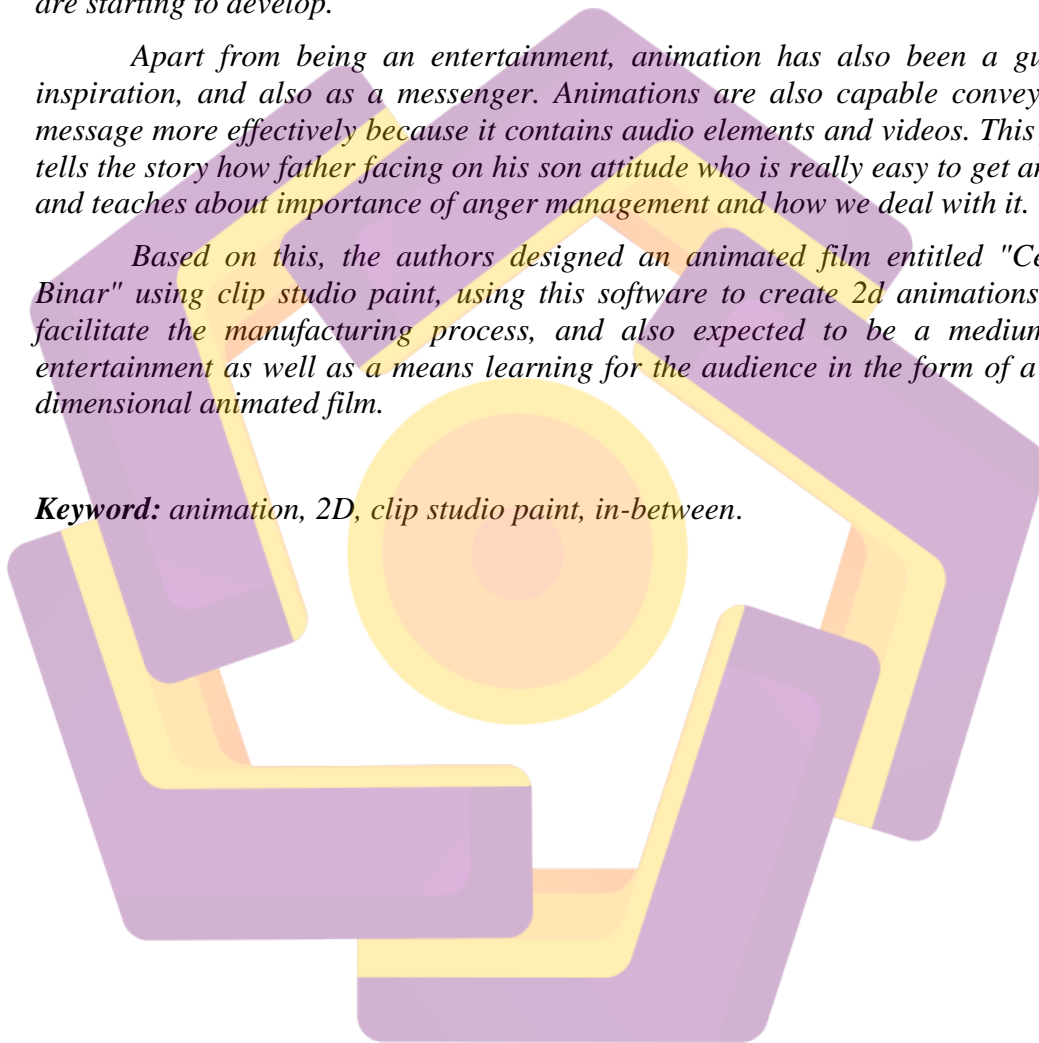 are starting to develop.
Apart from being an entertainment, animation has also been a
inspiration, and also as a messenger. Animations are also capable
message more effectively because it contains audio elements and videos. This
tells the story how father facing on his son attitude who is really easy to get
and teaches about importance of anger management and how we deal with it.
Based on this, the authors designed an animated film entitled
Binar" using clip studio paint, using this software to create 2d animations
facilitate the manufacturing process, and also expected to be a medium
entertainment as well as a means learning for the audience in the form of a
dimensional animated film.
Keyword: animation, 2D, clip studio paint, in-between.